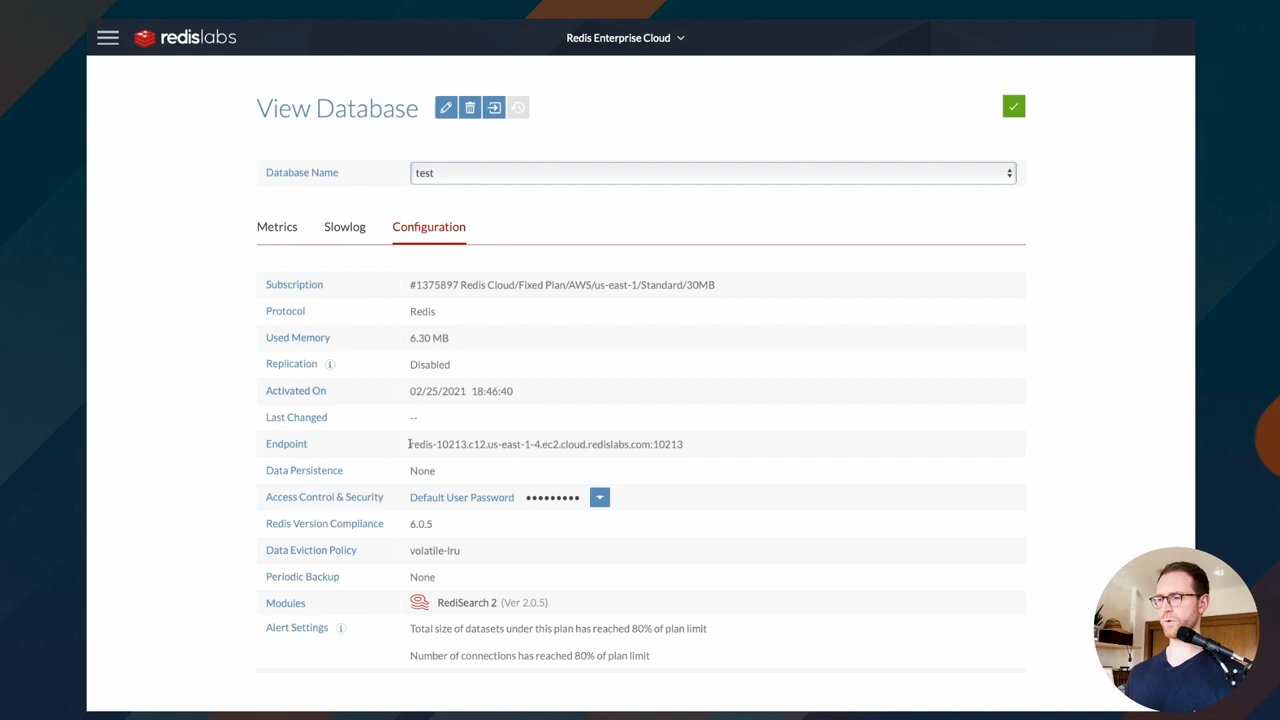 redislabs
Redis Enterprise Cloud
View Database
Database Name test
Metrics Slowlog Configuration
Subscription #1375897 Redis Cloud/Fixed Plan/AWS/us-east-1/Standard/30MB
Protocol Redis
Used Memory 6.30 MB
Replication Disabled
Activated On 02/25/2021 18:46:40
Last Changed --
Endpoint redis-10213.c12.us-east-1-4.ec2.cloud.redislabs.com:10213
Data Persistence None
Access Control & Security Default User Password •••••••••
Redis Version Compliance 6.0.5
Data Eviction Policy volatile-lru
Periodic Backup None
Modules RediSearch 2 (Ver 2.0.5)
Alert Settings Total size of datasets under this plan has reached 80% of plan limit
Number of connections has reached 80% of plan limit